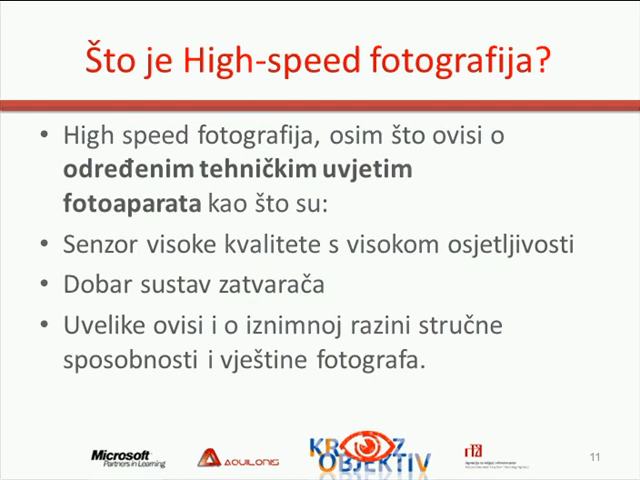 Što je High-speed fotografija?
• High speed fotografija, osim što ovisi o
određenim tehničkim uvjetim
fotoaparata kao što su:
• Senzor visoke kvalitete s visokom osjetljivosti
• Dobar sustav zatvarača
• Uvelike ovisi i o iznimnoj razini stručne
sposobnosti i vještine fotografa.
Microsoft
Partners in Learning
AQUILONIS
KROZ
OBJEKTIV
11